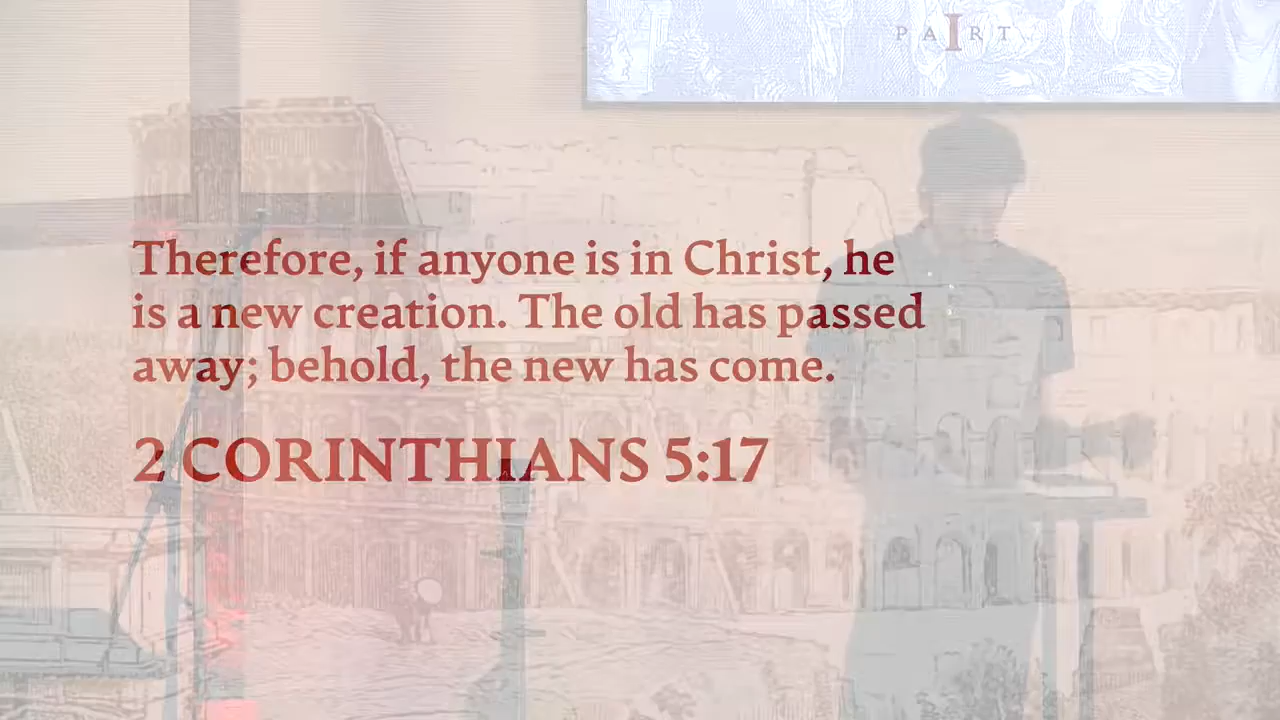 PART I
Therefore, if anyone is in Christ, he
is a new creation. The old has passed
away; behold, the new has come.
2 CORINTHIANS 5:17